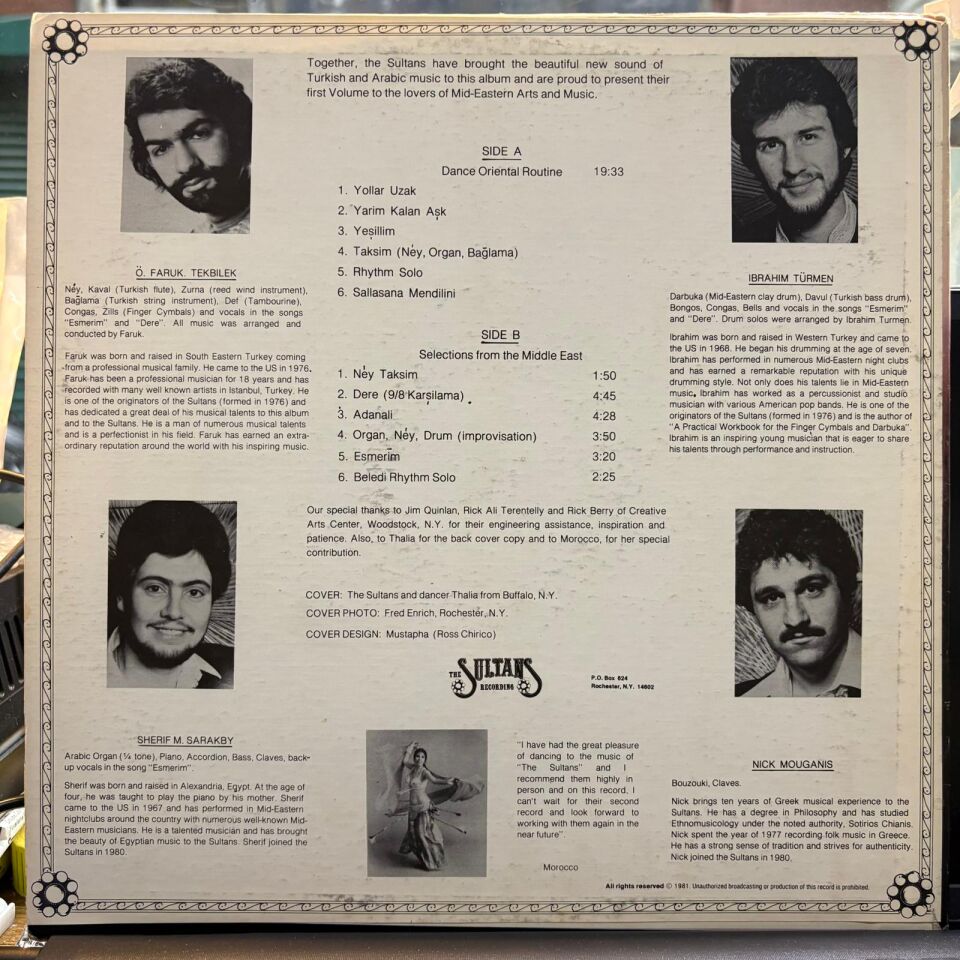 Together, the Sultans have brought the beautiful new sound of
Turkish and Arabic music to this album and are proud to present their
first Volume to the lovers of Mid-Eastern Arts and Music.
SIDE A
Dance Oriental Routine 19:33
1. Yollar Uzak
2. Yarim Kalan Aşk
3. Yeşillim
4. Taksim (Néy, Organ, Bağlama)
5. Rhythm Solo
6. Sallasana Mendilini
SIDE B
Selections from the Middle East
1. Néy Taksim 1:50
2. Dere (9/8 Karşilama) 4:45
3. Adanali 4:28
4. Organ, Néy, Drum (improvisation) 3:50
5. Esmerim 3:20
6. Beledi Rhythm Solo 2:25
Our special thanks to Jim Quinlan, Rick Ali Terentelly and Rick Berry of Creative
Arts Center, Woodstock, N.Y. for their engineering assistance, inspiration and
patience. Also, to Thalia for the back cover copy and to Morocco, for her special
contribution.
COVER: The Sultans and dancer Thalia from Buffalo, N.Y.
COVER PHOTO: Fred Enrich, Rochester, N.Y.
COVER DESIGN: Mustapha (Ross Chirico)
THE SULTANS
RECORDING
P.O. Box 824
Rochester, N.Y. 14602
Ö. FARUK. TEKBILEK
Néy, Kaval (Turkish flute), Zurna (reed wind instrument),
Bağlama (Turkish string instrument), Def (Tambourine),
Congas, Zills (Finger Cymbals) and vocals in the songs
"Esmerim" and "Dere". All music was arranged and
conducted by Faruk.
Faruk was born and raised in South Eastern Turkey coming
from a professional musical family. He came to the US in 1976.
Faruk has been a professional musician for 18 years and has
recorded with many well known artists in Istanbul, Turkey. He
is one of the originators of the Sultans (formed in 1976) and
has dedicated a great deal of his musical talents to this album
and to the Sultans. He is a man of numerous musical talents
and is a perfectionist in his field. Faruk has earned an extra-
ordinary reputation around the world with his inspiring music.
IBRAHIM TÜRMEN
Darbuka (Mid-Eastern clay drum), Davul (Turkish bass drum),
Bongos, Congas, Bells and vocals in the songs "Esmerim"
and "Dere". Drum solos were arranged by Ibrahim Turmen.
Ibrahim was born and raised in Western Turkey and came to
the US in 1968. He began his drumming at the age of seven.
Ibrahim has performed in numerous Mid-Eastern night clubs
and has earned a remarkable reputation with his unique
drumming style. Not only does his talents lie in Mid-Eastern
music, Ibrahim has worked as a percussionist and studio
musician with various American pop bands. He is one of the
originators of the Sultans (formed in 1976) and is the author of
"A Practical Workbook for the Finger Cymbals and Darbuka".
Ibrahim is an inspiring young musician that is eager to share
his talents through performance and instruction.
SHERIF M. SARAKBY
Arabic Organ (¼ tone), Piano, Accordion, Bass, Claves, back-
up vocals in the song "Esmerim".
Sherif was born and raised in Alexandria, Egypt. At the age of
four, he was taught to play the piano by his mother. Sherif
came to the US in 1967 and has performed in Mid-Eastern
nightclubs around the country with numerous well-known Mid-
Eastern musicians. He is a talented musician and has brought
the beauty of Egyptian music to the Sultans. Sherif joined the
Sultans in 1980.
"I have had the great pleasure
of dancing to the music of
"The Sultans" and I
recommend them highly in
person and on this record. I
can't wait for their second
record and look forward to
working with them again in the
near future".
Morocco
NICK MOUGANIS
Bouzouki, Claves.
Nick brings ten years of Greek musical experience to the
Sultans. He has a degree in Philosophy and has studied
Ethnomusicology under the noted authority, Sotirios Chianis.
Nick spent the year of 1977 recording folk music in Greece.
He has a strong sense of tradition and strives for authenticity.
Nick joined the Sultans in 1980.
All rights reserved © 1981. Unauthorized broadcasting or production of this record is prohibited.